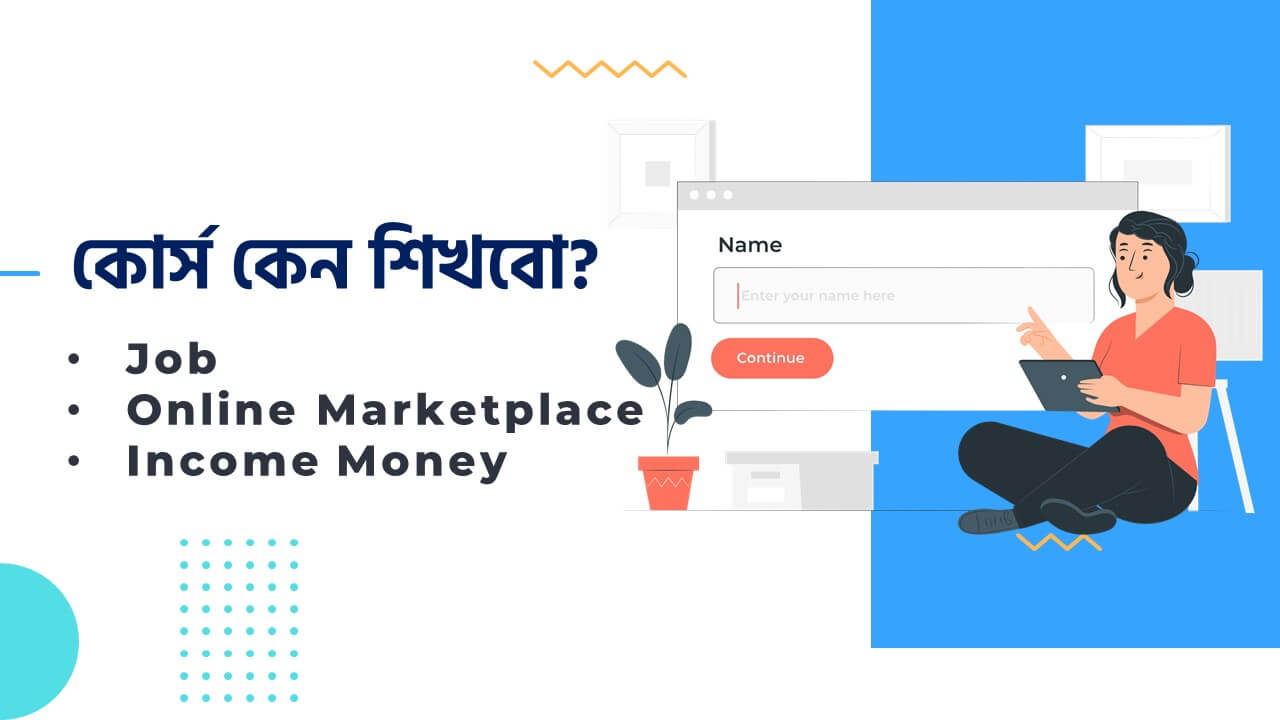 কোর্স কেন শিখবো?
• Job
• Online Marketplace
• Income Money
Name
Enter your name here
Continue